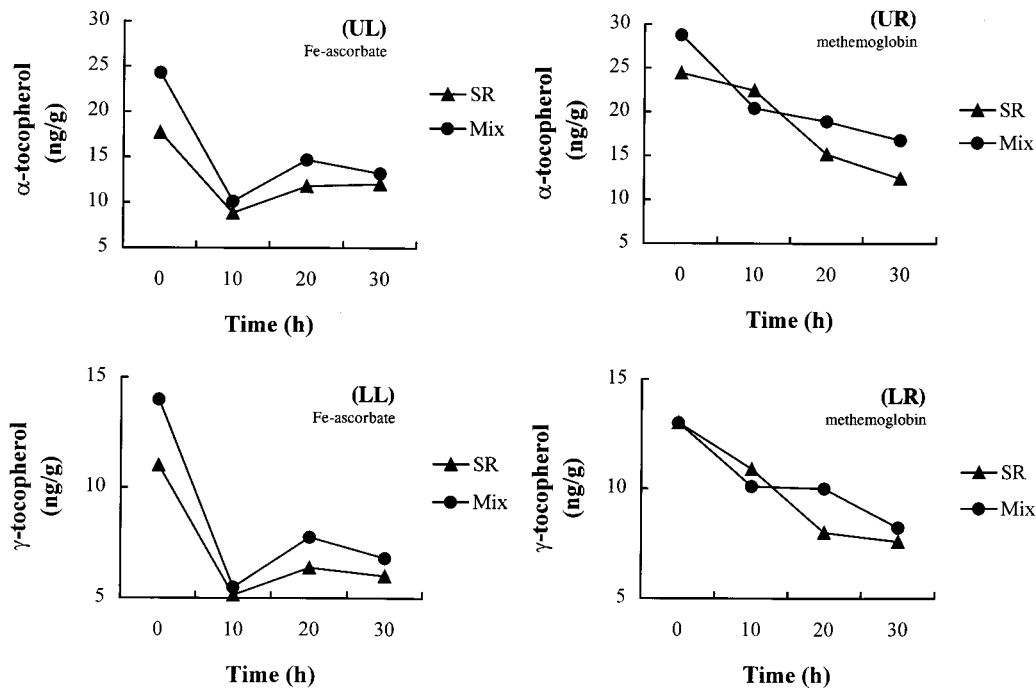 (UL)
Fe-ascorbate
30
25
20
15
10
5
α-tocopherol
(ng/g)
SR
Mix
0 10 20 30
Time (h)
(UR)
methemoglobin
30
25
20
15
10
5
α-tocopherol
(ng/g)
SR
Mix
0 10 20 30
Time (h)
(LL)
Fe-ascorbate
15
10
5
γ-tocopherol
(ng/g)
SR
Mix
0 10 20 30
Time (h)
(LR)
methemoglobin
15
10
5
γ-tocopherol
(ng/g)
SR
Mix
0 10 20 30
Time (h)